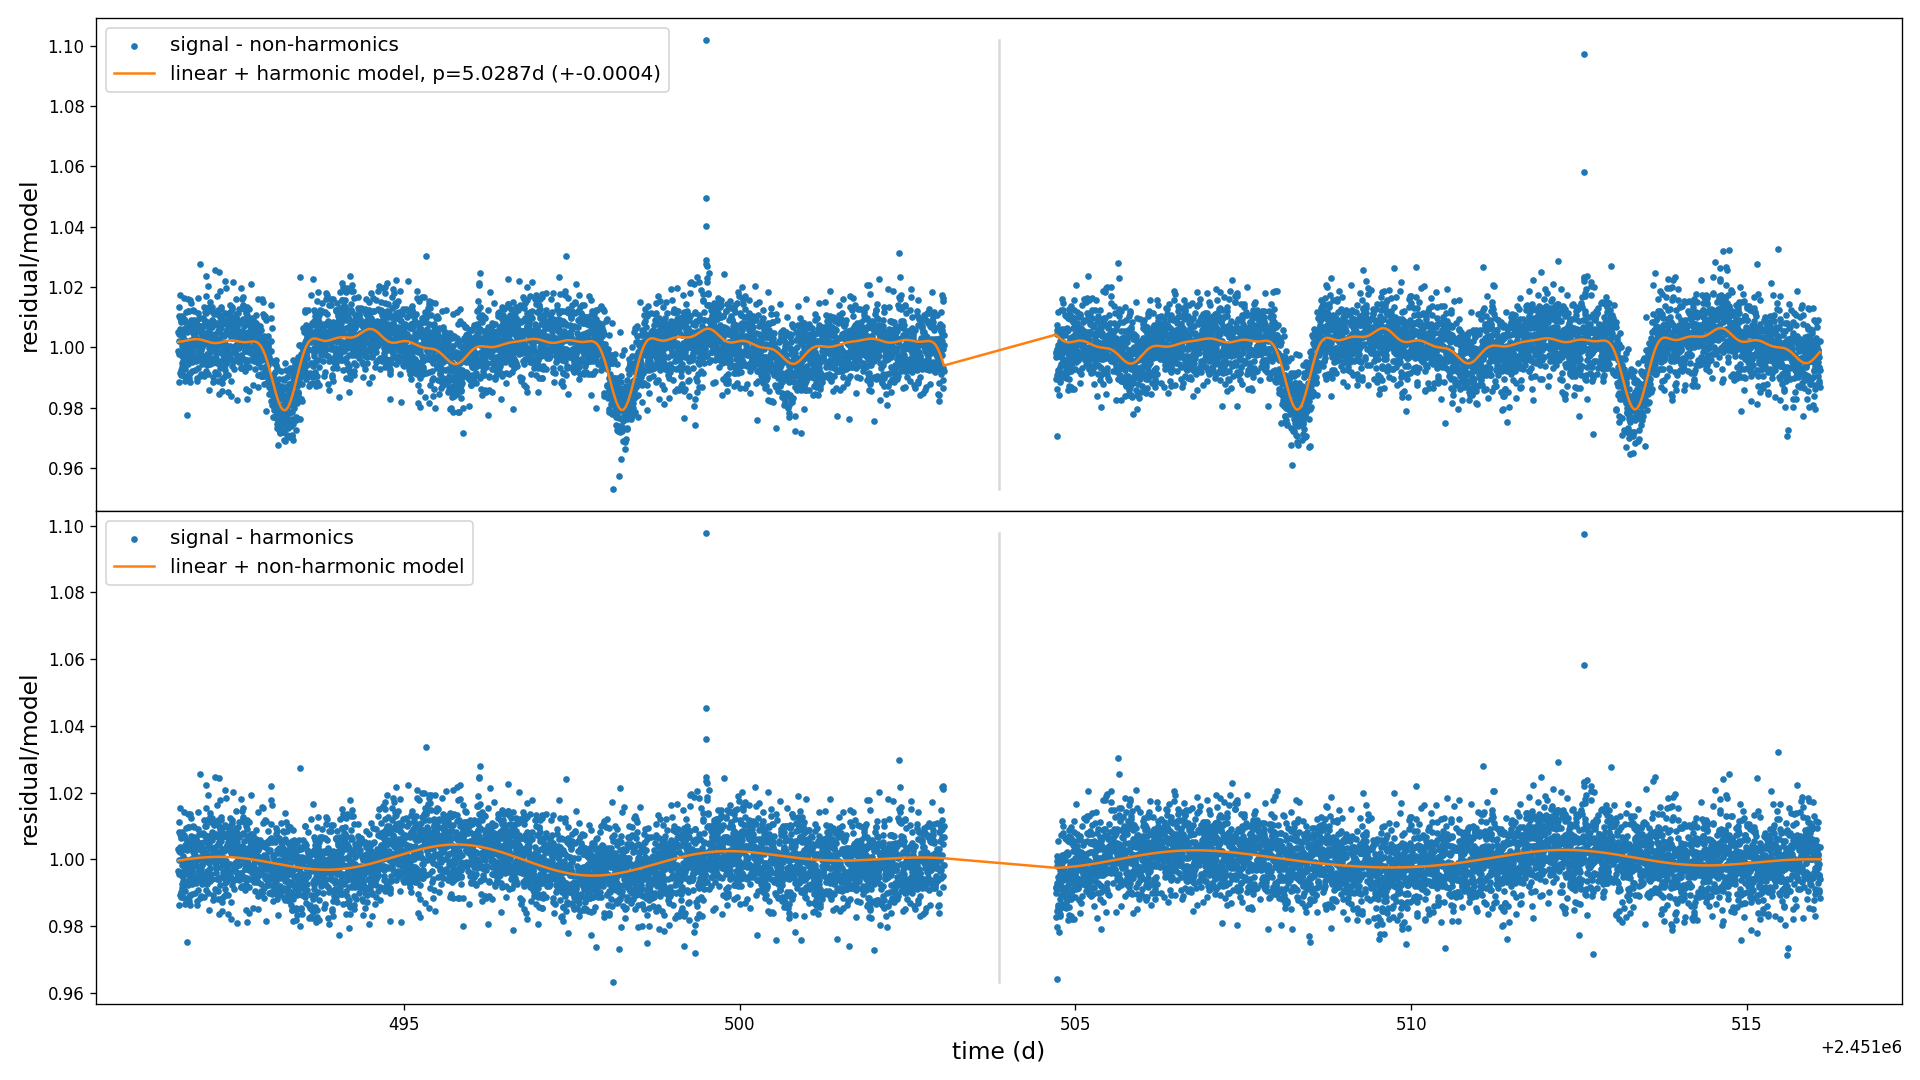 signal - non-harmonics
linear + harmonic model, p=5.0287d (+-0.0004)
1.10
1.08
1.06
1.04
1.02
1.00
0.98
0.96
residual/model
signal - harmonics
linear + non-harmonic model
1.10
1.08
1.06
1.04
1.02
1.00
0.98
0.96
residual/model
495
500
505
510
515
time (d)
+2.451e6